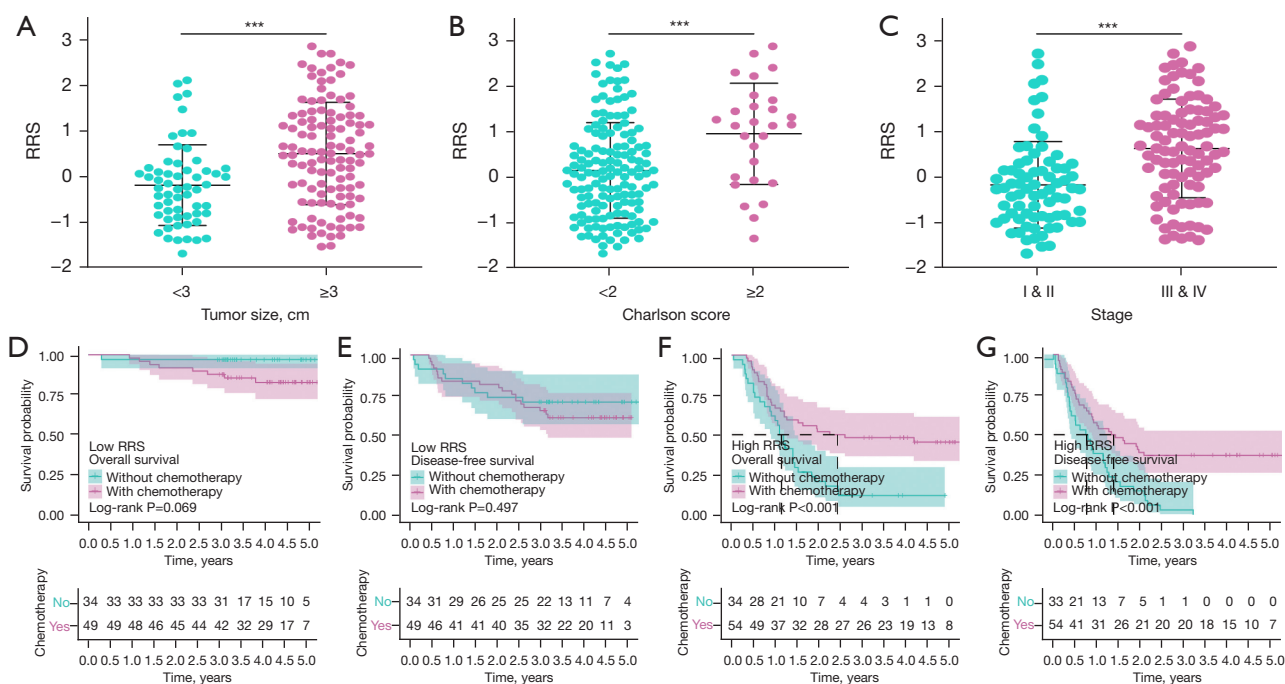 A
***
RRS
3
2
1
0
−1
−2
<3
≥3
Tumor size, cm
B
***
RRS
3
2
1
0
−1
−2
<2
≥2
Charlson score
C
***
RRS
3
2
1
0
−1
−2
I & II
III & IV
Stage
D
Survival probability
1.00
0.75
0.50
0.25
0.00
Low RRS
Overall survival
Without chemotherapy
With chemotherapy
Log-rank P=0.069
0.0 0.5 1.0 1.5 2.0 2.5 3.0 3.5 4.0 4.5 5.0
Time, years
Chemotherapy
No 34 33 33 33 33 33 31 17 15 10 5
Yes 49 49 48 46 45 44 42 32 29 17 7
0.0 0.5 1.0 1.5 2.0 2.5 3.0 3.5 4.0 4.5 5.0
Time, years
E
Survival probability
1.00
0.75
0.50
0.25
0.00
Low RRS
Disease-free survival
Without chemotherapy
With chemotherapy
Log-rank P=0.497
0.0 0.5 1.0 1.5 2.0 2.5 3.0 3.5 4.0 4.5 5.0
Time, years
Chemotherapy
No 34 31 29 26 25 25 22 13 11 7 4
Yes 49 46 41 41 40 35 32 22 20 11 3
0.0 0.5 1.0 1.5 2.0 2.5 3.0 3.5 4.0 4.5 5.0
Time, years
F
Survival probability
1.00
0.75
0.50
0.25
0.00
High RRS
Overall survival
Without chemotherapy
With chemotherapy
Log-rank P<0.001
0.0 0.5 1.0 1.5 2.0 2.5 3.0 3.5 4.0 4.5 5.0
Time, years
Chemotherapy
No 34 28 21 10 7 4 4 3 1 1 0
Yes 54 49 37 32 28 27 26 23 19 13 8
0.0 0.5 1.0 1.5 2.0 2.5 3.0 3.5 4.0 4.5 5.0
Time, years
G
Survival probability
1.00
0.75
0.50
0.25
0.00
High RRS
Disease-free survival
Without chemotherapy
With chemotherapy
Log-rank P<0.001
0.0 0.5 1.0 1.5 2.0 2.5 3.0 3.5 4.0 4.5 5.0
Time, years
Chemotherapy
No 33 21 13 7 5 1 1 0 0 0 0
Yes 54 41 31 26 21 20 20 18 15 10 7
0.0 0.5 1.0 1.5 2.0 2.5 3.0 3.5 4.0 4.5 5.0
Time, years